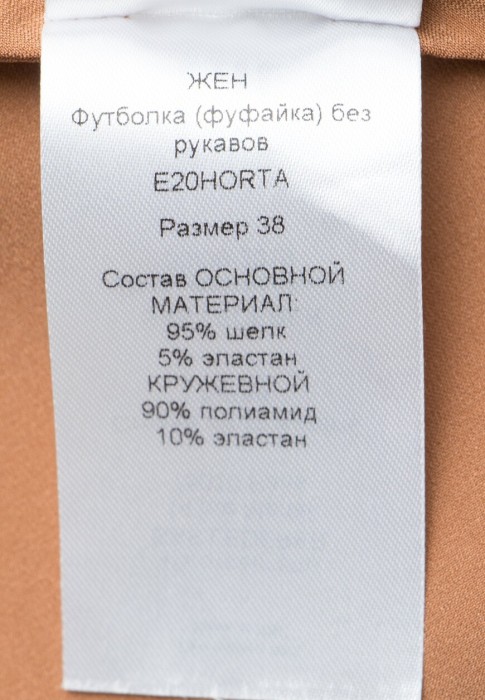 ЖЕН
Футболка (фуфайка) без
рукавов
E20HORTA
Размер 38
Состав ОСНОВНОЙ
МАТЕРИАЛ:
95% шелк
5% эластан
КРУЖЕВНОЙ
90% полиамид
10% эластан